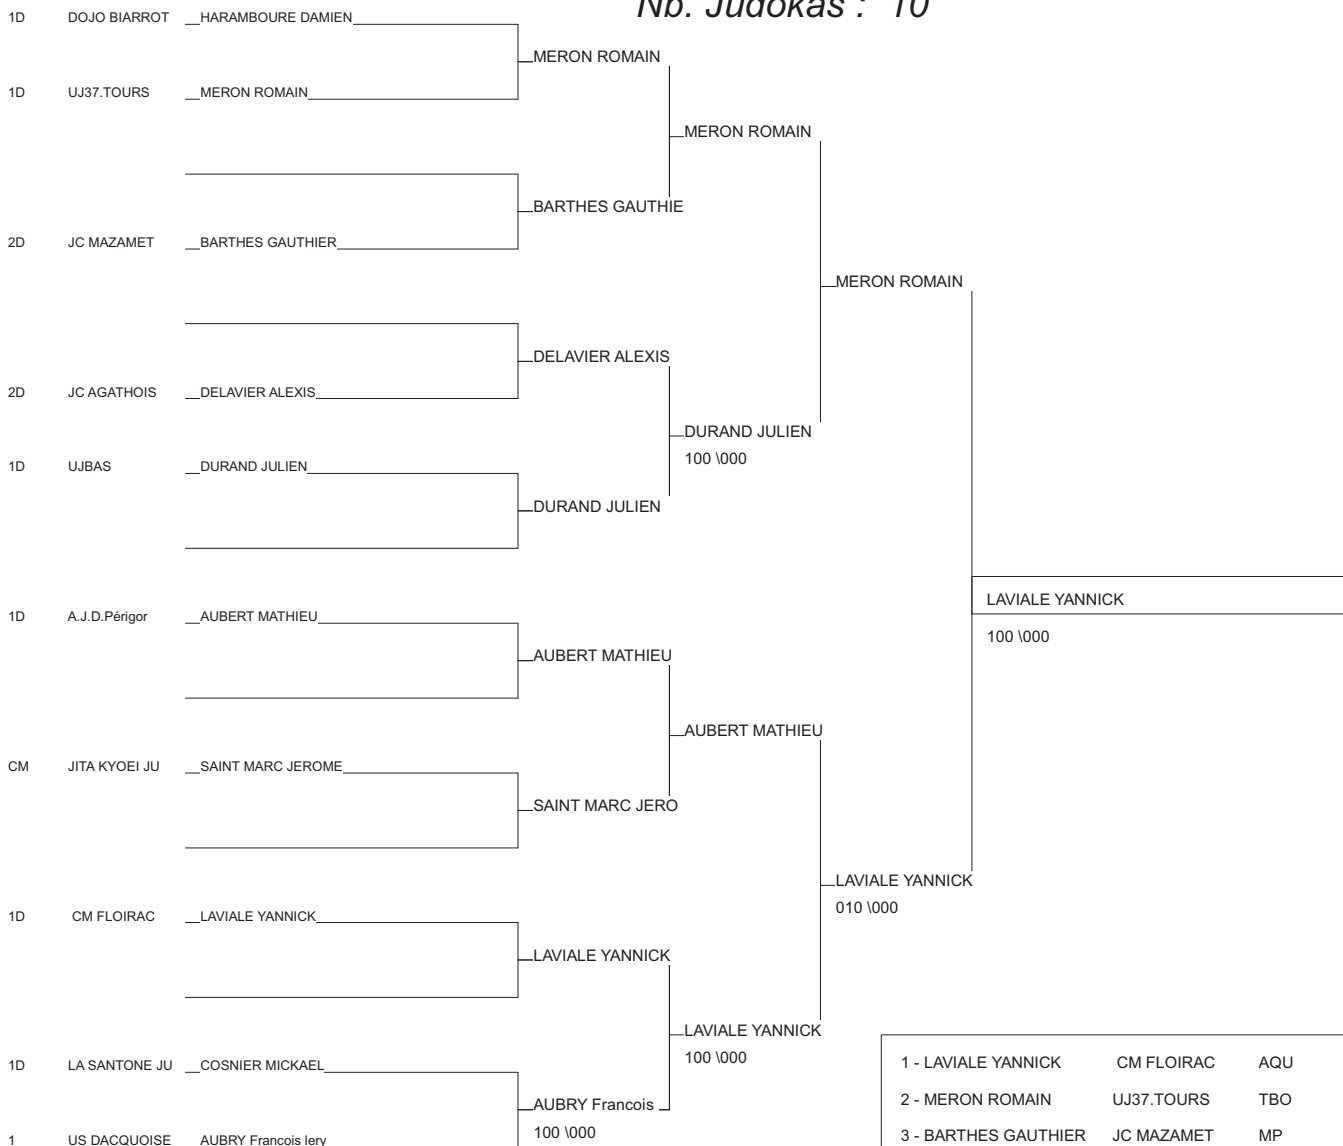 Nb. Judokas : 10
1D DOJO BIARROT HARAMBOURE DAMIEN
MERON ROMAIN
1D UJ37.TOURS MERON ROMAIN
MERON ROMAIN
BARTHES GAUTHIE
2D JC MAZAMET BARTHES GAUTHIER
MERON ROMAIN
DELAVIER ALEXIS
2D JC AGATHOIS DELAVIER ALEXIS
DURAND JULIEN
100 \000
1D UJBAS DURAND JULIEN
DURAND JULIEN
LAVIALE YANNICK
100 \000
1D A.J.D.Périgor AUBERT MATHIEU
AUBERT MATHIEU
AUBERT MATHIEU
CM JITA KYOEI JU SAINT MARC JEROME
SAINT MARC JERO
LAVIALE YANNICK
010 \000
1D CM FLOIRAC LAVIALE YANNICK
LAVIALE YANNICK
LAVIALE YANNICK
100 \000
1D LA SANTONE JU COSNIER MICKAEL
AUBRY Francois
100 \000
1 US DACQUOISE AUBRY Francois lery
1 - LAVIALE YANNICK CM FLOIRAC AQU
2 - MERON ROMAIN UJ37.TOURS TBO
3 - BARTHES GAUTHIER JC MAZAMET MP